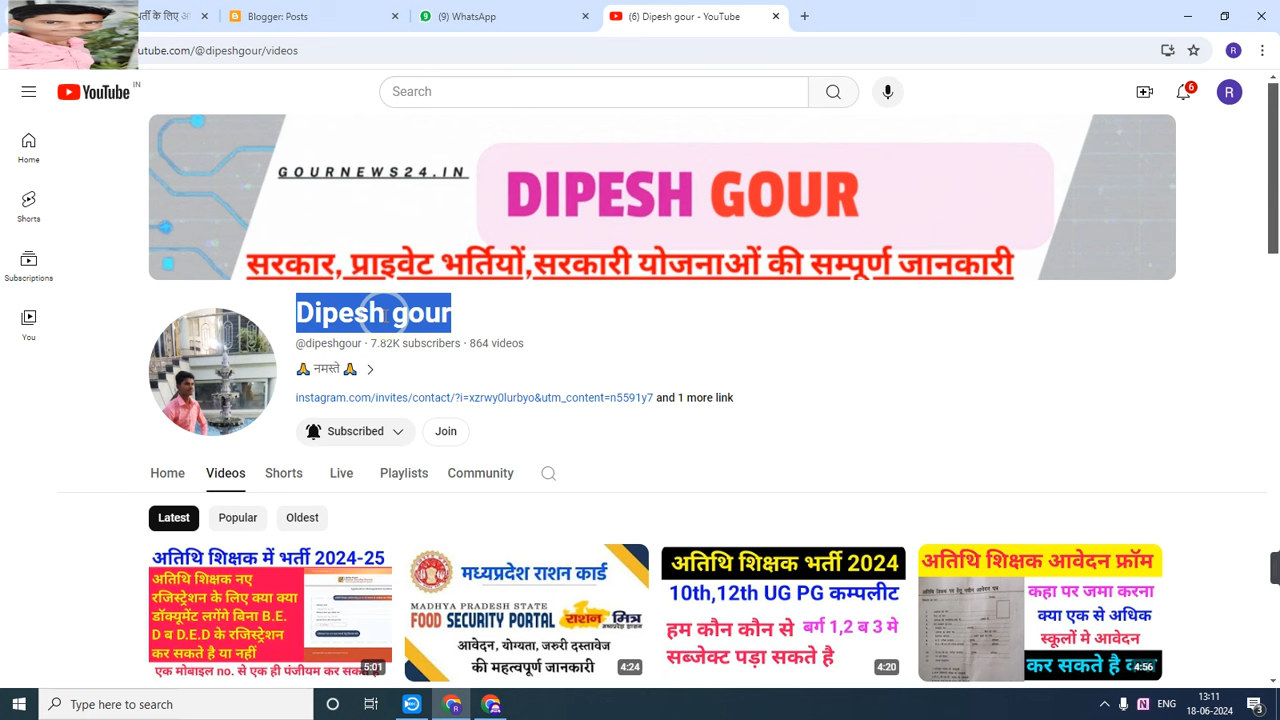 र्ती के लिए अ
Blogger: Posts
WhatsApp
(6) Dipesh gour - YouTube
utube.com/@dipeshgour/videos
R
YouTube IN
Search
6
R
Home
Shorts
Subscriptions
You
GOURNEWS24.IN
DIPESH GOUR
सरकार, प्राइवेट भर्तियों,सरकारी योजनाओं की सम्पूर्ण जानकारी
Dipesh gour
@dipeshgour · 7.82K subscribers · 864 videos
🙏 नमस्ते 🙏
instagram.com/invites/contact/?i=xzrwy0lurbyo&utm_content=n5591y7 and 1 more link
Subscribed
Join
Home Videos Shorts Live Playlists Community
Latest Popular Oldest
अतिथि शिक्षक में भर्ती 2024-25
अतिथि शिक्षक नए
रजिस्ट्रेशन के लिए क्या क्या
डॉक्यूमेंट लगेंगे बिना B.E.
D व D.E.D के रजिस्ट्रेशन
कर सकते है या नहीं
एक मोबाइल no. से एक हो पंजीयम कर
5:01
मध्यप्रदेश राशन कार्ड
MADHYA PRADESH STATE
FOOD SECURITY PORTAL
राशन मित्र
आवेदन, योग्यता, जरुरी दस्तावेज
की महत्वपूर्ण जानकारी
4:24
अतिथि शिक्षक भर्ती 2024
10th,12th UG PG कम्पलीट
हम कौन कौन से बर्ग 1,2 ब 3 मे
सब्जेक्ट पड़ा सकते है
4:20
अतिथि शिक्षक आवेदन फ्रॉम
कहा पर जमा करना
क्या एक से अधिक
स्कूलों मे आवेदन
कर सकते है
4:56
Type here to search
13:11
18-06-2024
3